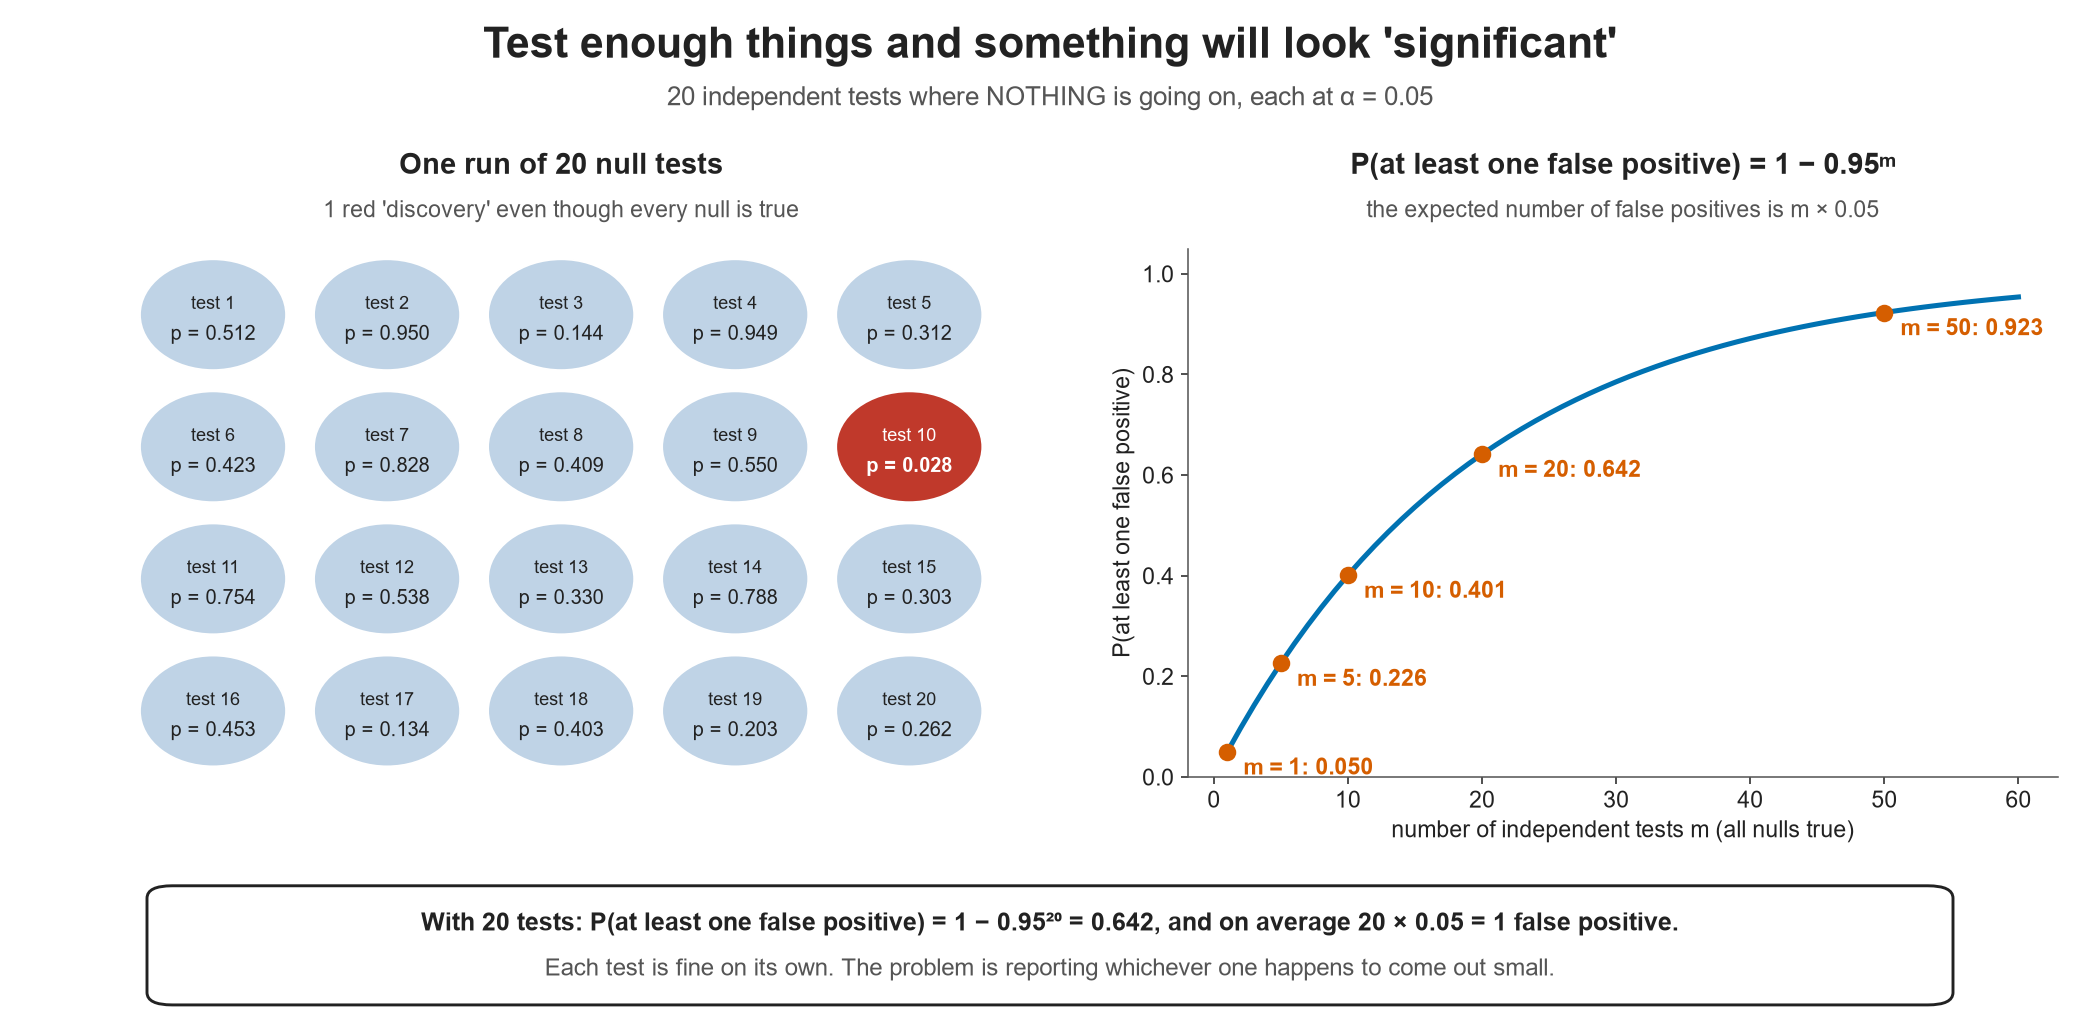 Test enough things and something will look 'significant'
20 independent tests where NOTHING is going on, each at α = 0.05
One run of 20 null tests
1 red 'discovery' even though every null is true
test 1
p = 0.512
test 2
p = 0.950
test 3
p = 0.144
test 4
p = 0.949
test 5
p = 0.312
test 6
p = 0.423
test 7
p = 0.828
test 8
p = 0.409
test 9
p = 0.550
test 10
p = 0.028
test 11
p = 0.754
test 12
p = 0.538
test 13
p = 0.330
test 14
p = 0.788
test 15
p = 0.303
test 16
p = 0.453
test 17
p = 0.134
test 18
p = 0.403
test 19
p = 0.203
test 20
p = 0.262
P(at least one false positive) = 1 − 0.95ᵐ
the expected number of false positives is m × 0.05
P(at least one false positive)
1.0
0.8
0.6
0.4
0.2
0.0
m = 50: 0.923
m = 20: 0.642
m = 10: 0.401
m = 5: 0.226
m = 1: 0.050
0 10 20 30 40 50 60
number of independent tests m (all nulls true)
With 20 tests: P(at least one false positive) = 1 − 0.95²⁰ = 0.642, and on average 20 × 0.05 = 1 false positive.
Each test is fine on its own. The problem is reporting whichever one happens to come out small.